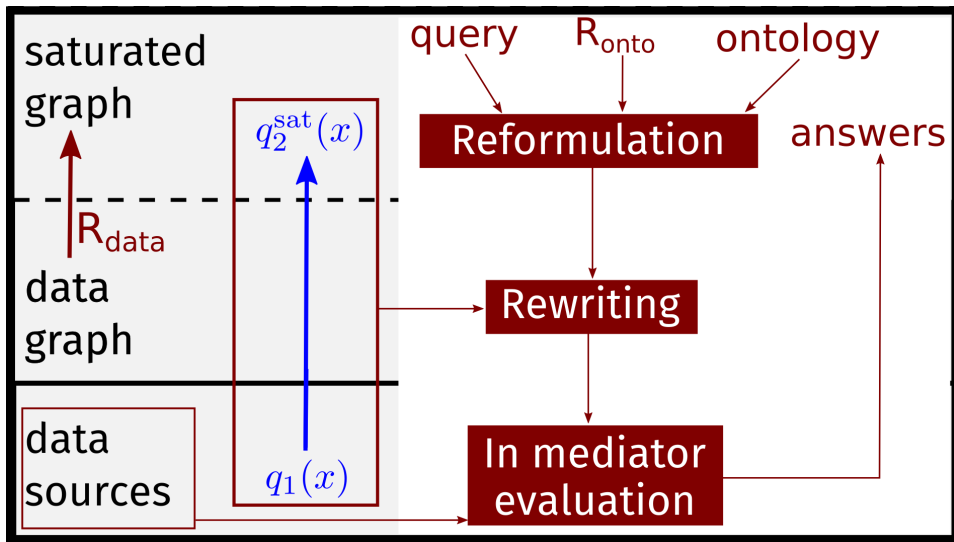 saturated
graph
R_data
data
graph
data
sources
q_2^sat(x)
q_1(x)
query
R_onto
ontology
Reformulation
answers
Rewriting
In mediator
evaluation